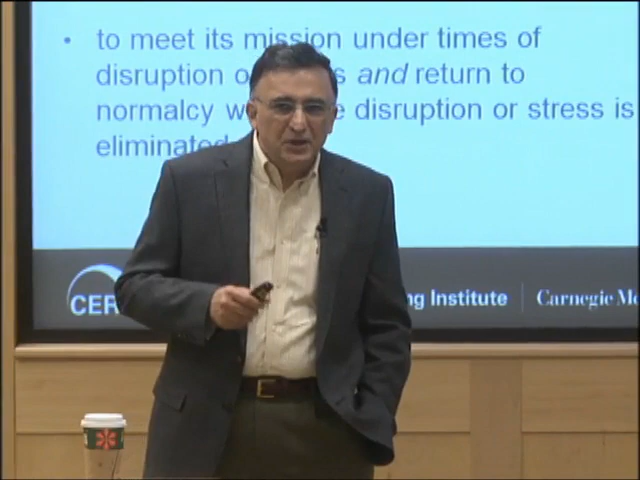 • to meet its mission under times of
disruption o s and return to
normalcy w e disruption or stress is
eliminated
CER ng Institute Carnegie Me